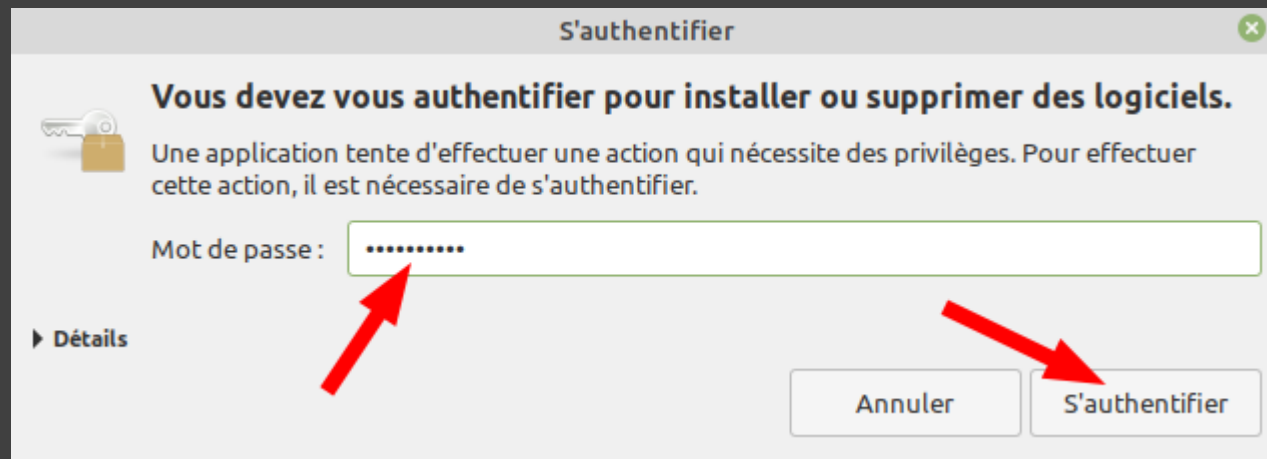 S'authentifier
Vous devez vous authentifier pour installer ou supprimer des logiciels.
Une application tente d'effectuer une action qui nécessite des privilèges. Pour effectuer
cette action, il est nécessaire de s'authentifier.
Mot de passe : ••••••••••
Détails
Annuler S'authentifier